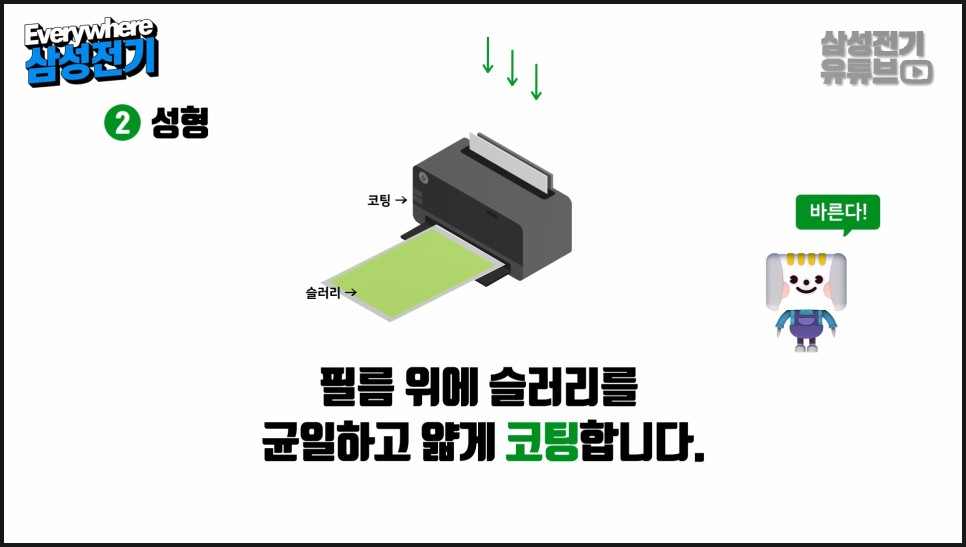 Everywhere
삼성전기
삼성전기
유튜브
2 성형
코팅 →
바른다!
슬러리 →
필름 위에 슬러리를
균일하고 얇게 코팅합니다.